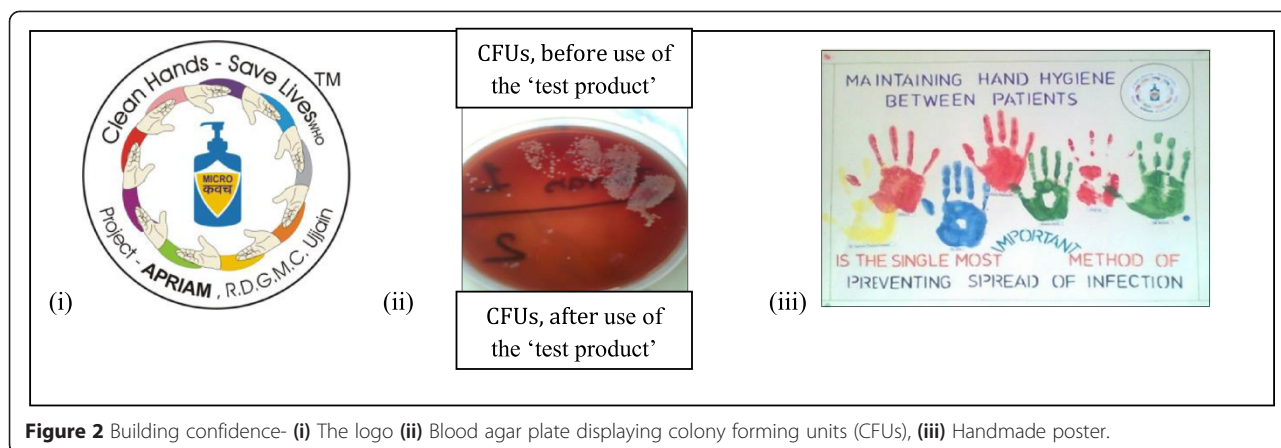 Clean Hands - Save Lives WHO
TM
MICRO
कवच
Project - APRIAM , R.D.G.M.C. Ujjain
(i)
CFUs, before use of
the ‘test product’
1
2
CFUs, after use of
the ‘test product’
(ii)
MAINTAINING HAND HYGIENE
BETWEEN PATIENTS
IMPORTANT
IS THE SINGLE MOST METHOD OF
PREVENTING SPREAD OF INFECTION
(iii)
Figure 2 Building confidence- (i) The logo (ii) Blood agar plate displaying colony forming units (CFUs), (iii) Handmade poster.